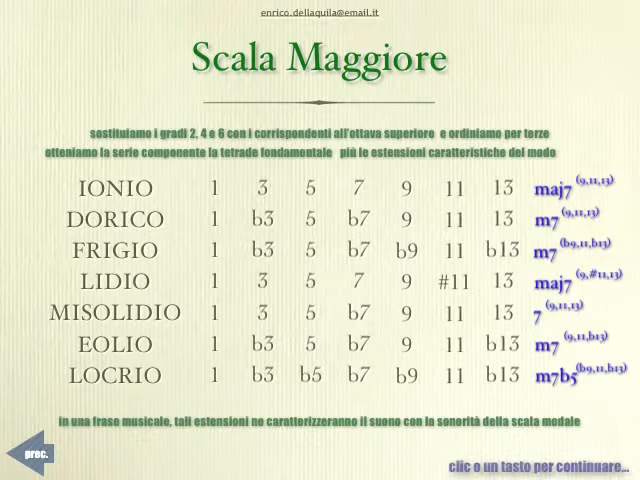 enrico.dellaquila@email.it
Scala Maggiore
sostituiamo i gradi 2, 4 e 6 con i corrispondenti all'ottava superiore e ordiniamo per terze
otteniamo la serie componente la tetrade fondamentale più le estensioni caratteristiche del modo
IONIO 1 3 5 7 9 11 13 maj7 (9,11,13)
DORICO 1 b3 5 b7 9 11 13 m7 (9,11,13)
FRIGIO 1 b3 5 b7 b9 11 b13 m7 (b9,11,b13)
LIDIO 1 3 5 7 9 #11 13 maj7 (9,#11,13)
MISOLIDIO 1 3 5 b7 9 11 13 7 (9,11,13)
EOLIO 1 b3 5 b7 9 11 b13 m7 (9,11,b13)
LOCRIO 1 b3 b5 b7 b9 11 b13 m7b5 (b9,11,b13)
in una frase musicale, tali estensioni ne caratterizzeranno il suono con la sonorità della scala modale
prec.
clic o un tasto per continuare...